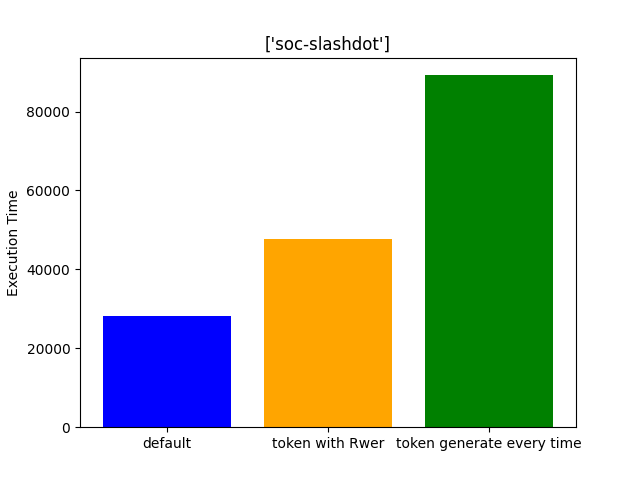 ['soc-slashdot']
Execution Time
80000
60000
40000
20000
0
default
token with Rwer
token generate every time